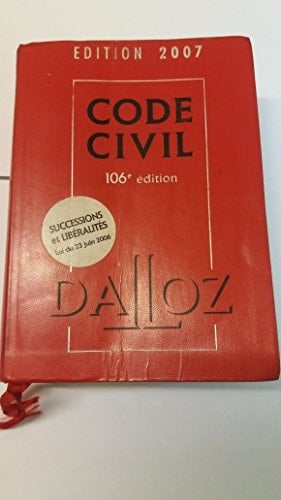 EDITION 2007
CODE
CIVIL
106e édition
SUCCESSIONS
et LIBÉRALITÉS
Loi du 23 juin 2006
DALLOZ